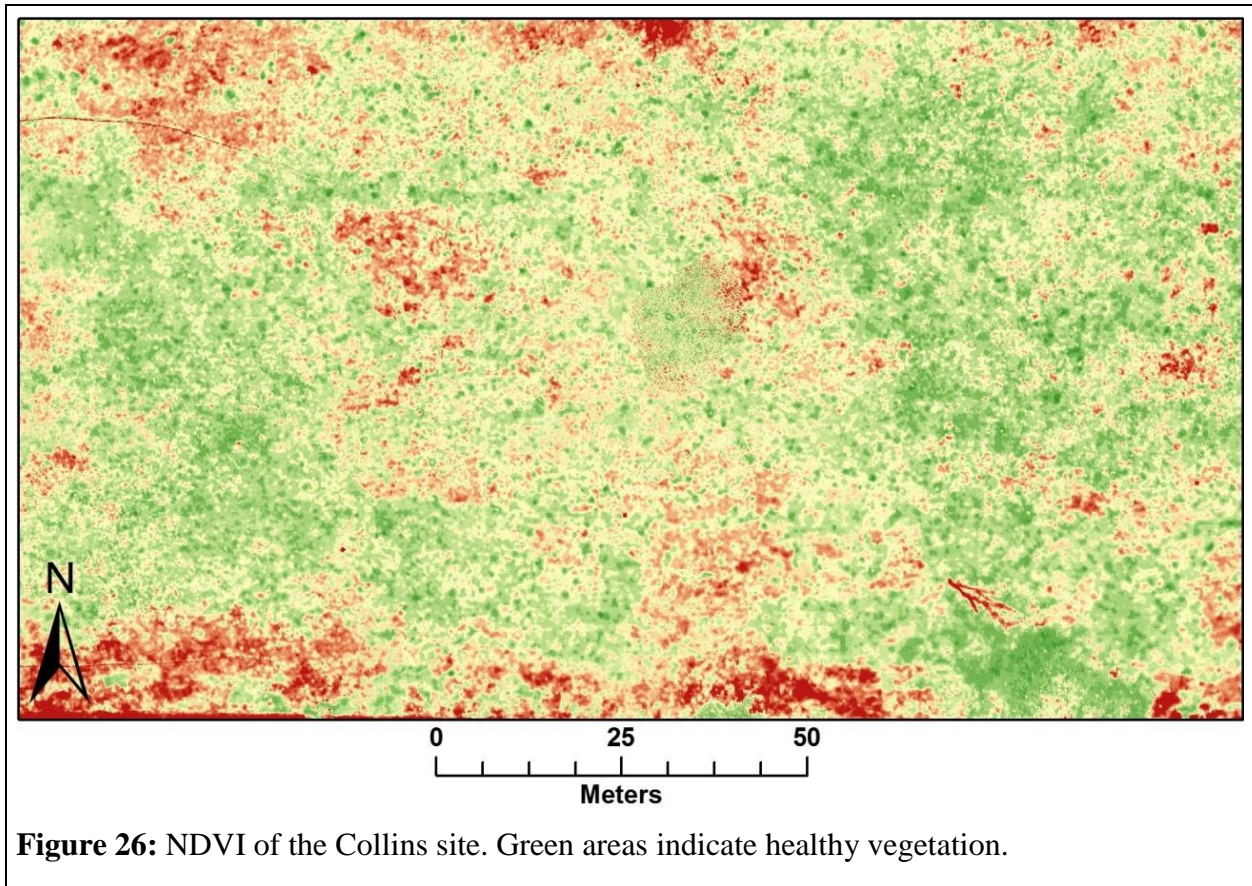 N
0 25 50
Meters
Figure 26: NDVI of the Collins site. Green areas indicate healthy vegetation.